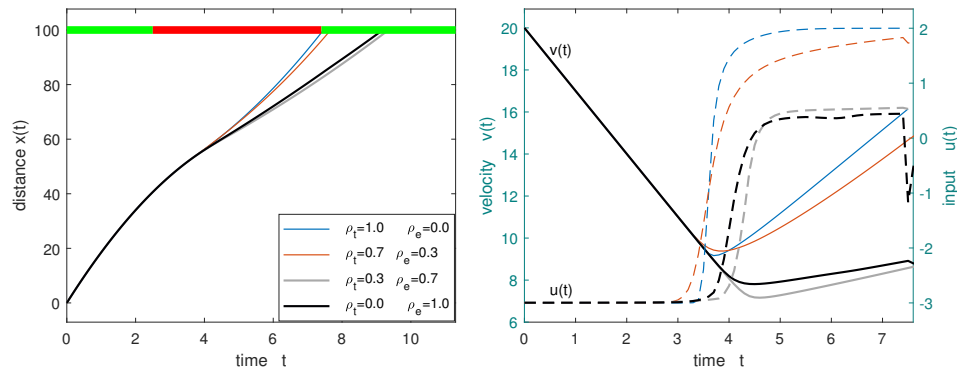 distance x(t)
100
80
60
40
20
0
0 2 4 6 8 10
time t
ρt=1.0 ρe=0.0
ρt=0.7 ρe=0.3
ρt=0.3 ρe=0.7
ρt=0.0 ρe=1.0
velocity v(t)
20
18
16
14
12
10
8
6
v(t)
u(t)
0 1 2 3 4 5 6 7
time t
2
1
0
-1
-2
-3
input u(t)